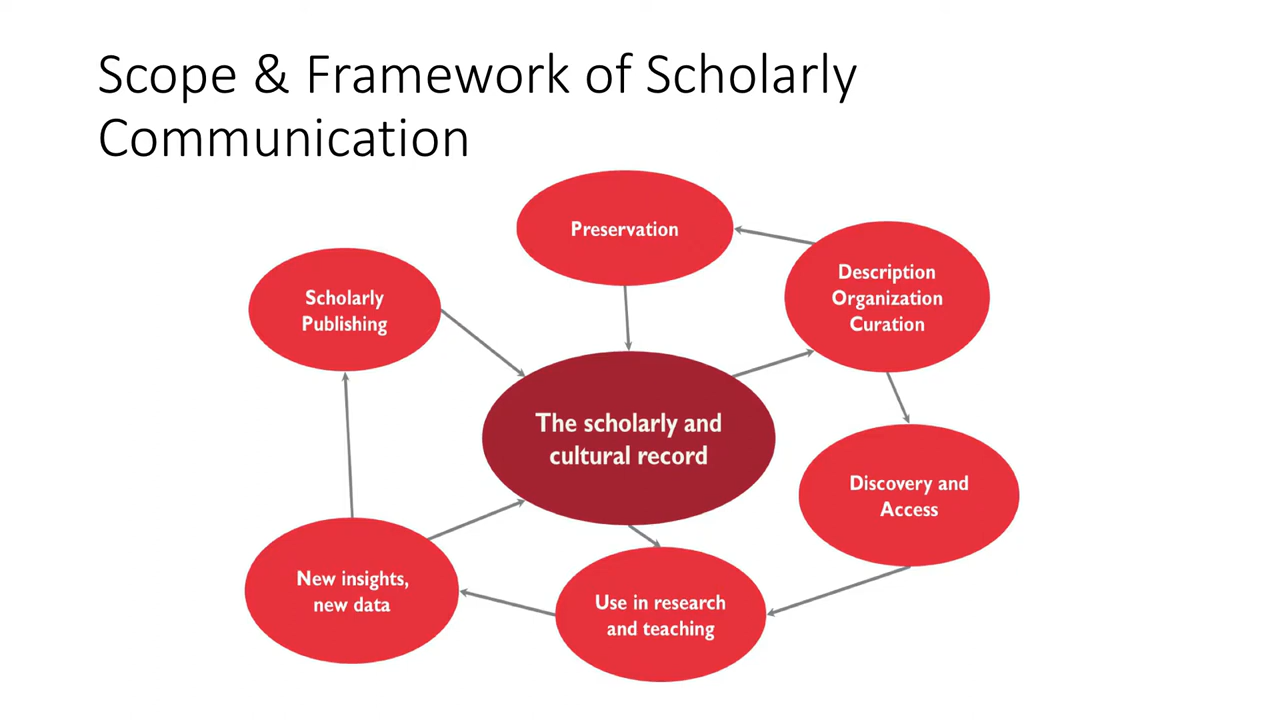 Scope & Framework of Scholarly
Communication
Preservation
Description
Organization
Curation
Scholarly
Publishing
The scholarly and
cultural record
Discovery and
Access
New insights,
new data
Use in research
and teaching